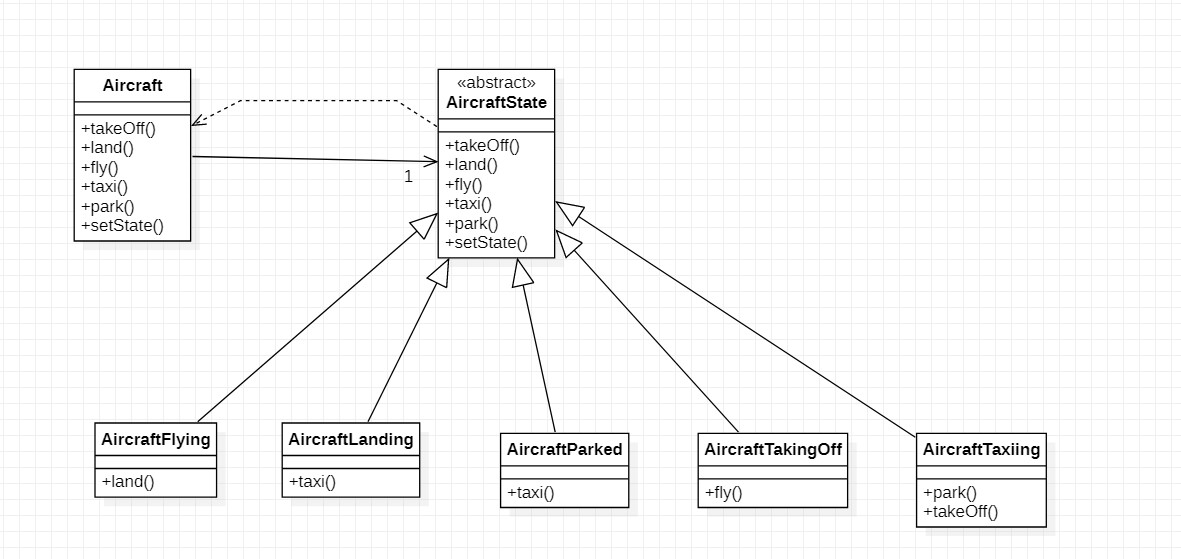 Aircraft
+takeOff()
+land()
+fly()
+taxi()
+park()
+setState()
«abstract»
AircraftState
+takeOff()
+land()
+fly()
+taxi()
+park()
+setState()
1
AircraftFlying
+land()
AircraftLanding
+taxi()
AircraftParked
+taxi()
AircraftTakingOff
+fly()
AircraftTaxiing
+park()
+takeOff()